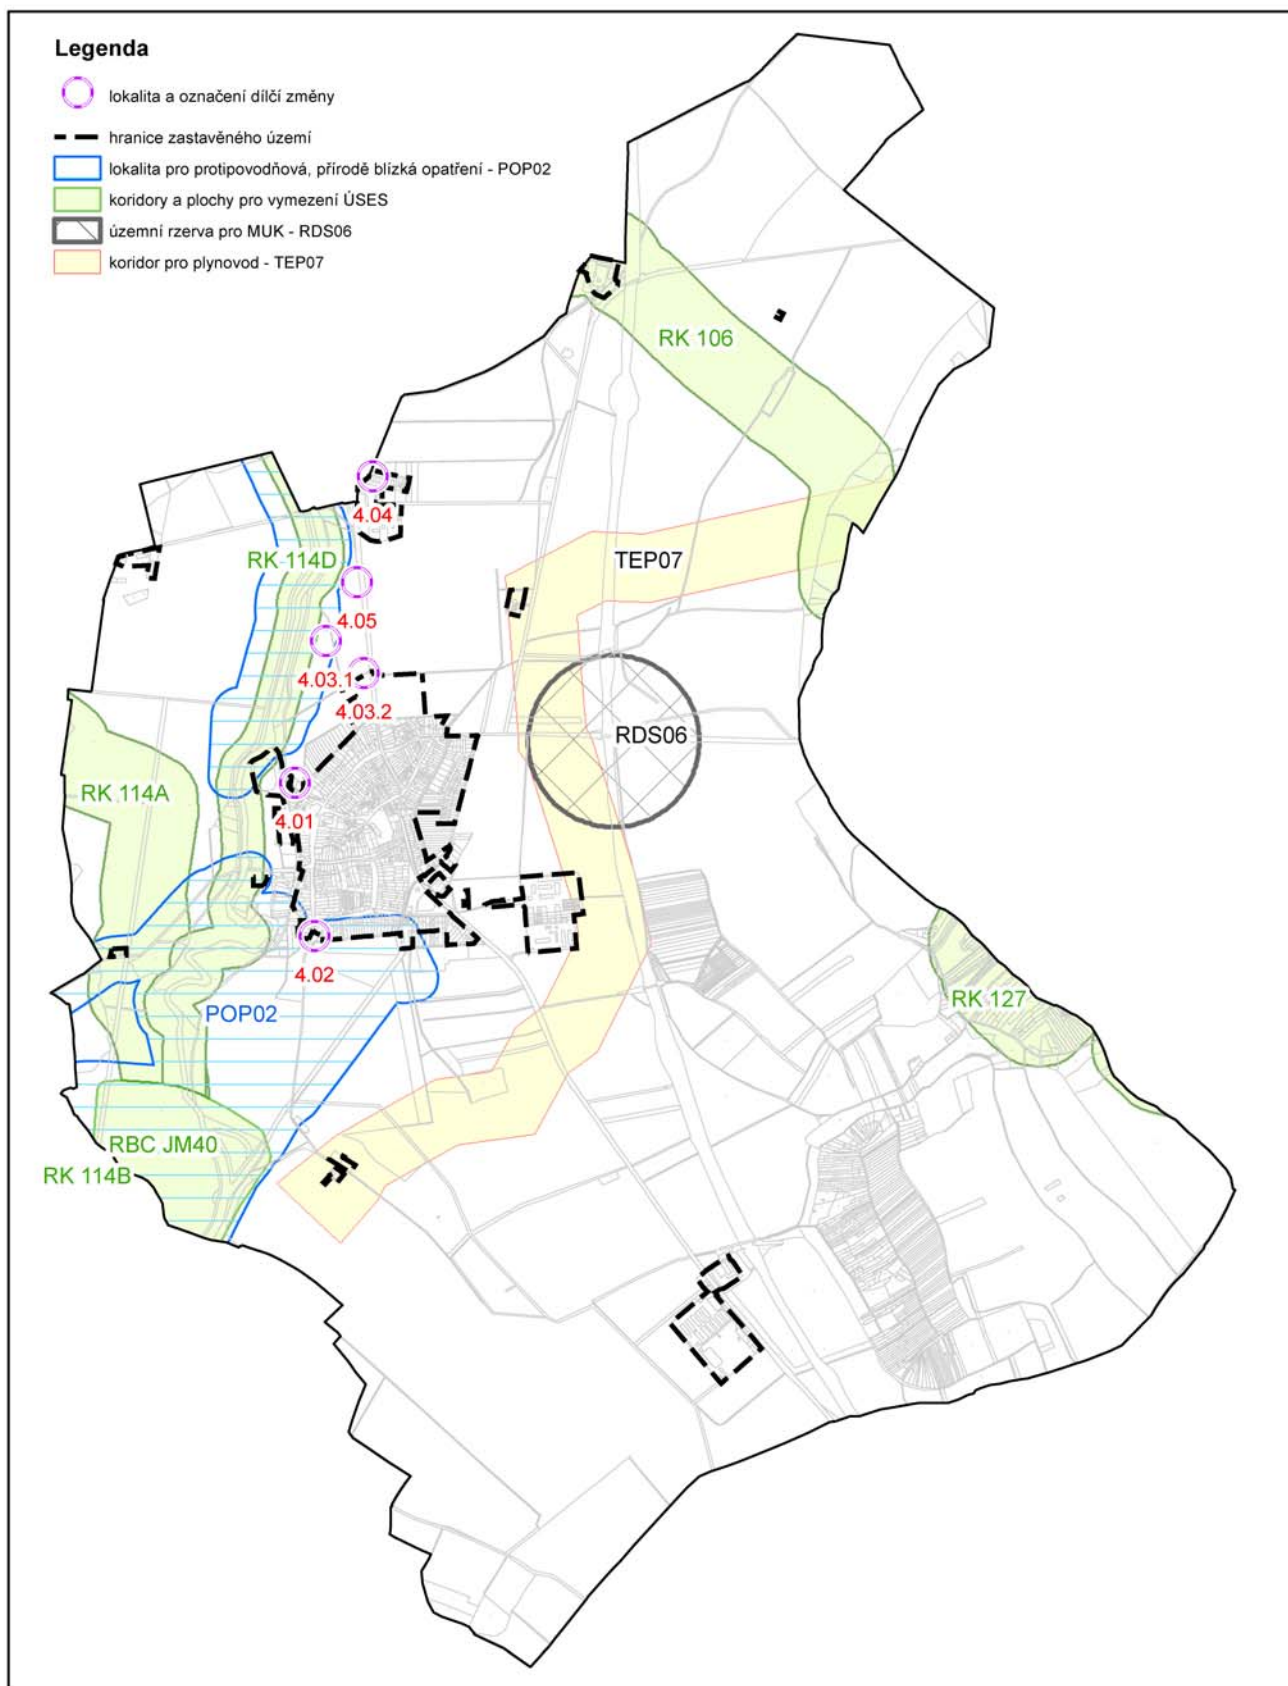 Legenda
lokalita a označení dílčí změny
hranice zastavěného území
lokalita pro protipovodňová, přírodě blízká opatření - POP02
koridory a plochy pro vymezení ÚSES
územní rzerva pro MUK - RDS06
koridor pro plynovod - TEP07
RK 106
4.04
RK 114D
TEP07
4.05
4.03.1
4.03.2
RDS06
RK 114A
4.01
4.02
RK 127
POP02
RBC JM40
RK 114B